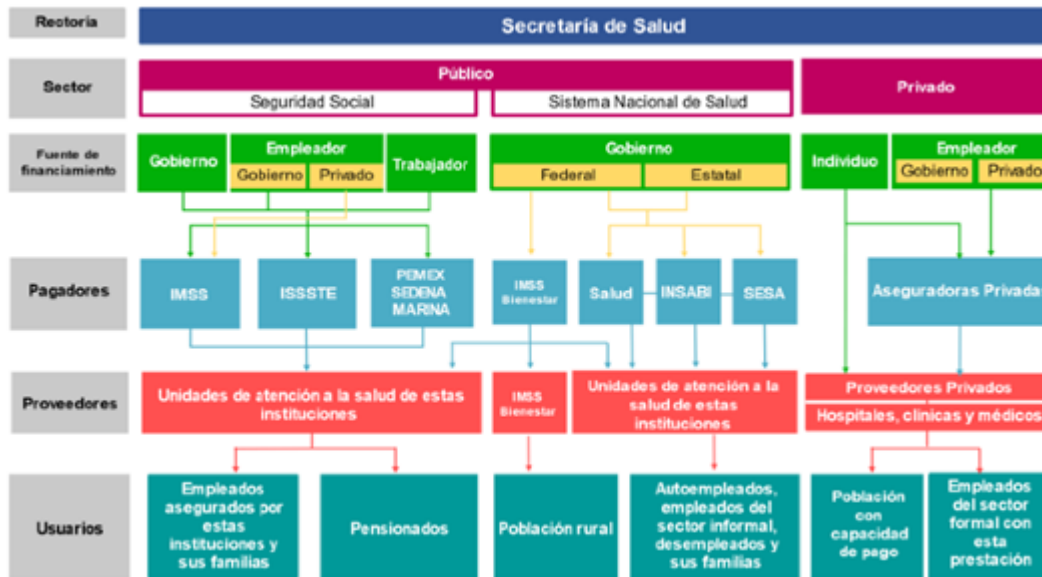 Rectoría
Secretaría de Salud
Sector
Público
Seguridad Social
Sistema Nacional de Salud
Privado
Fuente de
financiamiento
Gobierno
Empleador
Gobierno
Privado
Trabajador
Gobierno
Federal
Estatal
Individuo
Empleador
Gobierno
Privado
Pagadores
IMSS
ISSSTE
PEMEX
SEDENA
MARINA
IMSS
Bienestar
Salud
INSABI
SESA
Aseguradoras Privadas
Proveedores
Unidades de atención a la salud de estas
instituciones
IMSS
Bienestar
Unidades de atención a la
salud de estas
instituciones
Proveedores Privados
Hospitales, clínicas y médicos
Usuarios
Empleados
asegurados por
estas
instituciones y
sus familias
Pensionados
Población rural
Autoempleados,
empleados del
sector informal,
desempleados y
sus familias
Población
con
capacidad
de pago
Empleados
del sector
formal con
esta
prestación